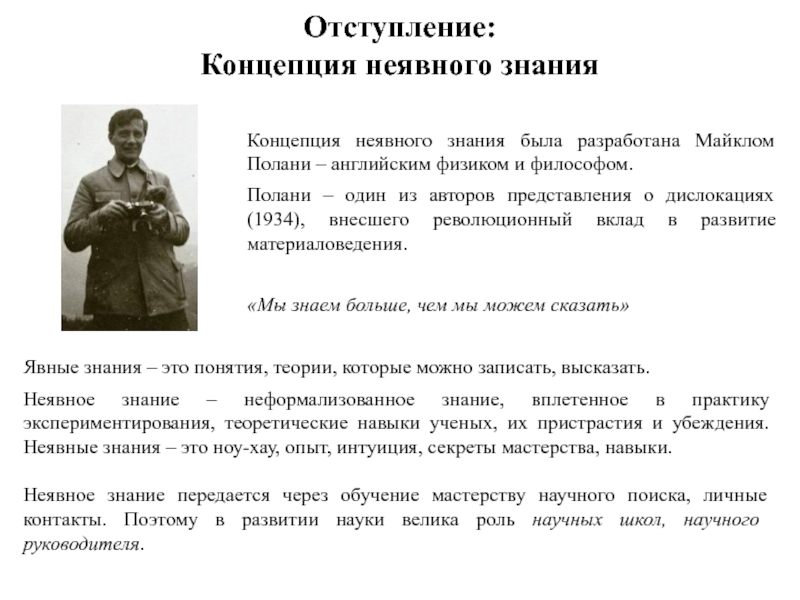 Отступление:
Концепция неявного знания
Концепция неявного знания была разработана Майклом
Полани – английским физиком и философом.
Полани – один из авторов представления о дислокациях
(1934), внесшего революционный вклад в развитие
материаловедения.
«Мы знаем больше, чем мы можем сказать»
Явные знания – это понятия, теории, которые можно записать, высказать.
Неявное знание – неформализованное знание, вплетенное в практику
экспериментирования, теоретические навыки ученых, их пристрастия и убеждения.
Неявные знания – это ноу-хау, опыт, интуиция, секреты мастерства, навыки.
Неявное знание передается через обучение мастерству научного поиска, личные
контакты. Поэтому в развитии науки велика роль научных школ, научного
руководителя.